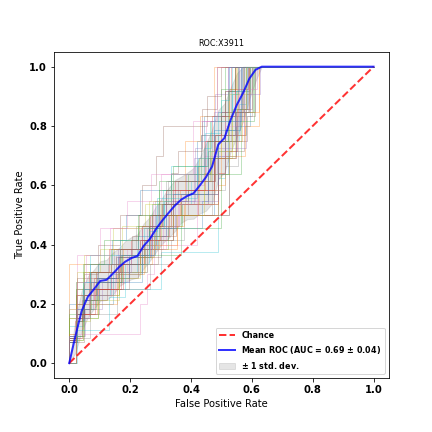 ROC:X3911
1.0
0.8
0.6
0.4
0.2
0.0
True Positive Rate
Chance
Mean ROC (AUC = 0.69 ± 0.04)
± 1 std. dev.
0.0 0.2 0.4 0.6 0.8 1.0
False Positive Rate